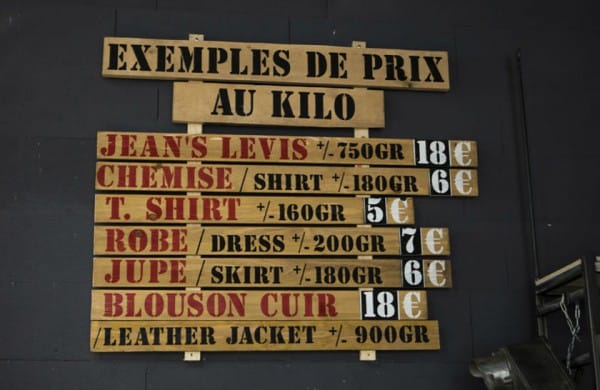 EXEMPLES DE PRIX
AU KILO
JEAN'S LEVIS +/- 750GR 18 €
CHEMISE / SHIRT +/- 180GR 6 €
T. SHIRT +/- 160GR 5 €
ROBE / DRESS +/- 200GR 7 €
JUPE / SKIRT +/- 180GR 6 €
BLOUSON CUIR 18 €
/LEATHER JACKET +/- 900GR